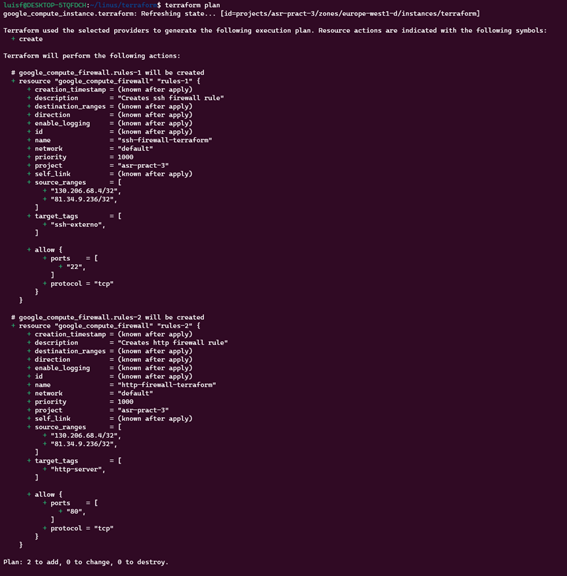 luisf@DESKTOP-STQFDCH:~/linux/terraform$ terraform plan
google_compute_instance.terraform: Refreshing state... [id=projects/asr-pract-3/zones/europe-west1-d/instances/terraform]
Terraform used the selected providers to generate the following execution plan. Resource actions are indicated with the following symbols:
+ create
Terraform will perform the following actions:
# google_compute_firewall.rules-1 will be created
+ resource "google_compute_firewall" "rules-1" {
+ creation_timestamp = (known after apply)
+ description = "Creates ssh firewall rule"
+ destination_ranges = (known after apply)
+ direction = (known after apply)
+ enable_logging = (known after apply)
+ id = (known after apply)
+ name = "ssh-firewall-terraform"
+ network = "default"
+ priority = 1000
+ project = "asr-pract-3"
+ self_link = (known after apply)
+ source_ranges = [
+ "130.206.68.4/32",
+ "81.34.9.236/32",
]
+ target_tags = [
+ "ssh-externo",
]
+ allow {
+ ports = [
+ "22",
]
+ protocol = "tcp"
}
}
# google_compute_firewall.rules-2 will be created
+ resource "google_compute_firewall" "rules-2" {
+ creation_timestamp = (known after apply)
+ description = "Creates http firewall rule"
+ destination_ranges = (known after apply)
+ direction = (known after apply)
+ enable_logging = (known after apply)
+ id = (known after apply)
+ name = "http-firewall-terraform"
+ network = "default"
+ priority = 1000
+ project = "asr-pract-3"
+ self_link = (known after apply)
+ source_ranges = [
+ "130.206.68.4/32",
+ "81.34.9.236/32",
]
+ target_tags = [
+ "http-server",
]
+ allow {
+ ports = [
+ "80",
]
+ protocol = "tcp"
}
}
Plan: 2 to add, 0 to change, 0 to destroy.